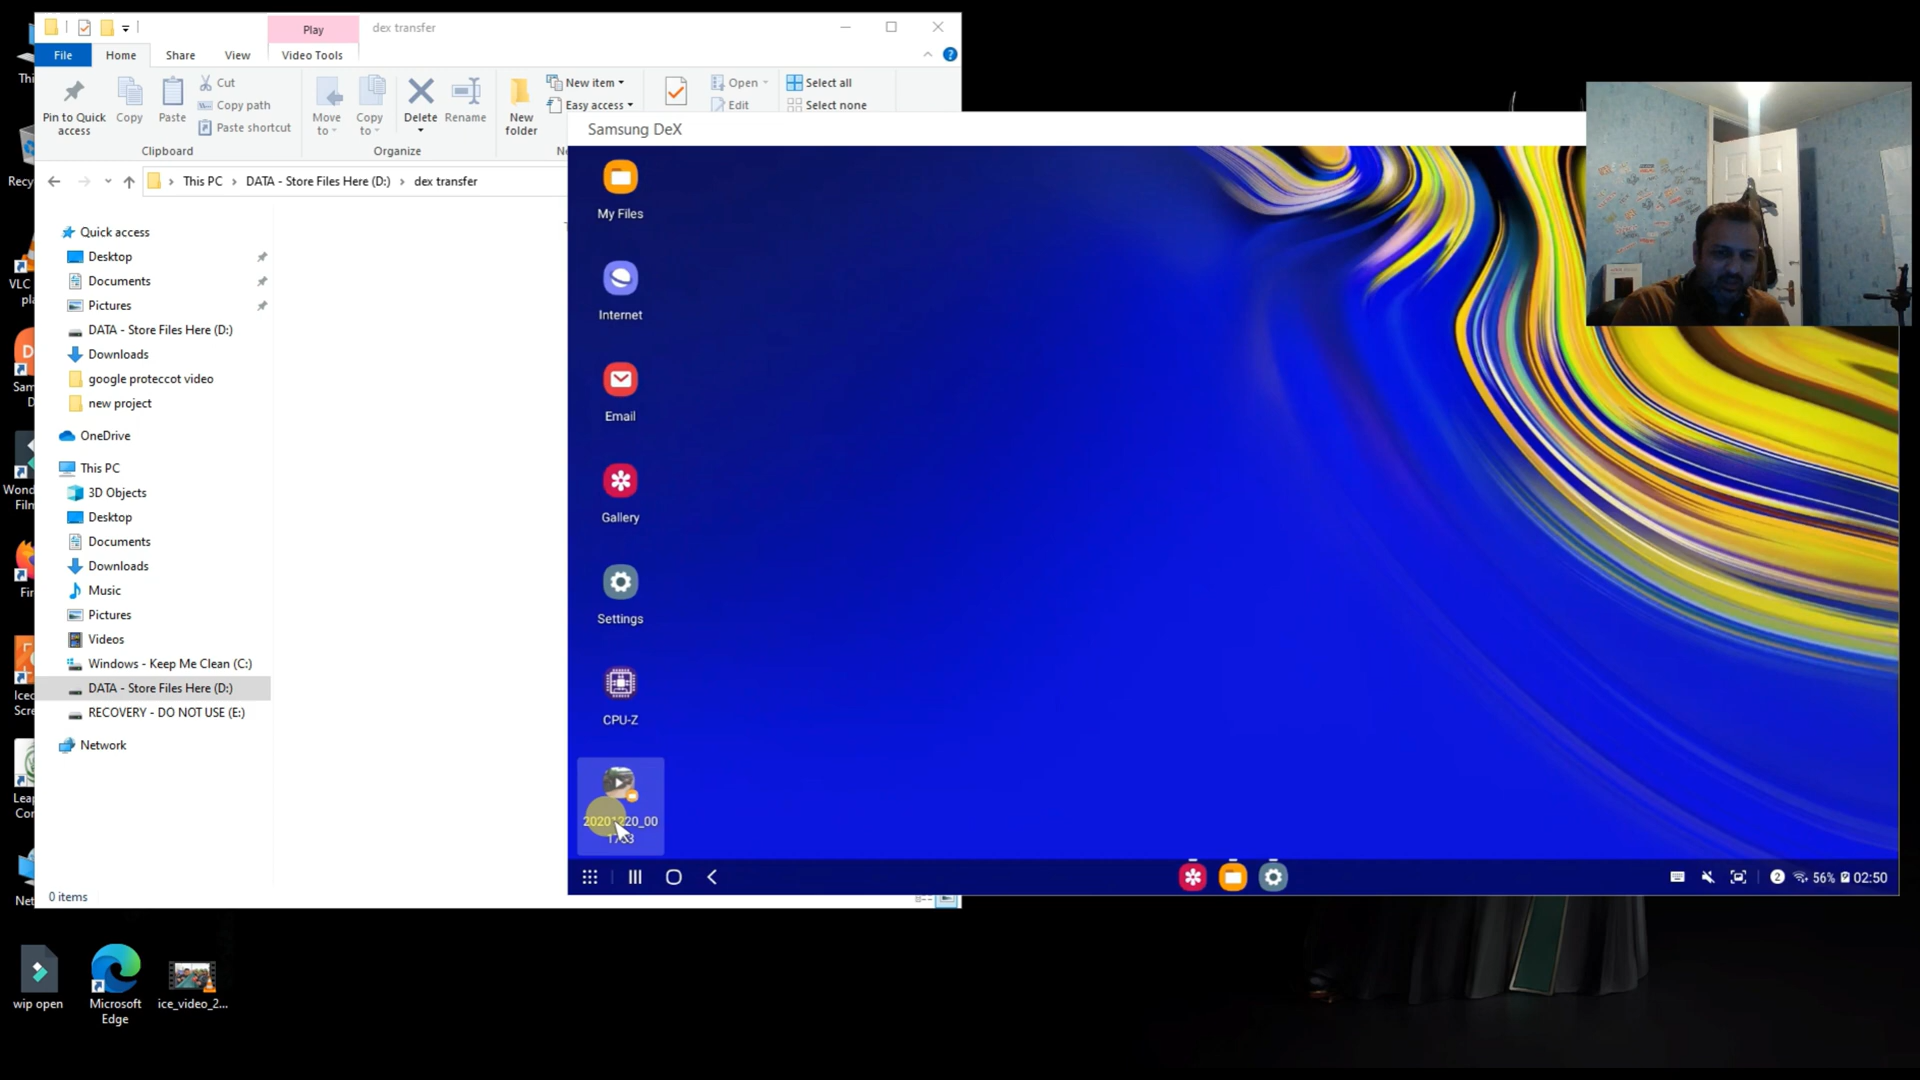 Play
dex transfer
File
Home
Share
View
Video Tools
Pin to Quick
access
Copy
Paste
Cut
Copy path
Paste shortcut
Clipboard
Move
to
Copy
to
Delete
Rename
Organize
New
folder
New item
Easy access
Open
Edit
Select all
Select none
This PC
DATA - Store Files Here (D:)
dex transfer
Quick access
Desktop
Documents
Pictures
DATA - Store Files Here (D:)
Downloads
google proteccot video
new project
OneDrive
This PC
3D Objects
Desktop
Documents
Downloads
Music
Pictures
Videos
Windows - Keep Me Clean (C:)
DATA - Store Files Here (D:)
RECOVERY - DO NOT USE (E:)
Network
0 items
Samsung DeX
My Files
Internet
Email
Gallery
Settings
CPU-Z
2
56%
02:50
VLC
wip open
Microsoft
Edge
ice_video_2...